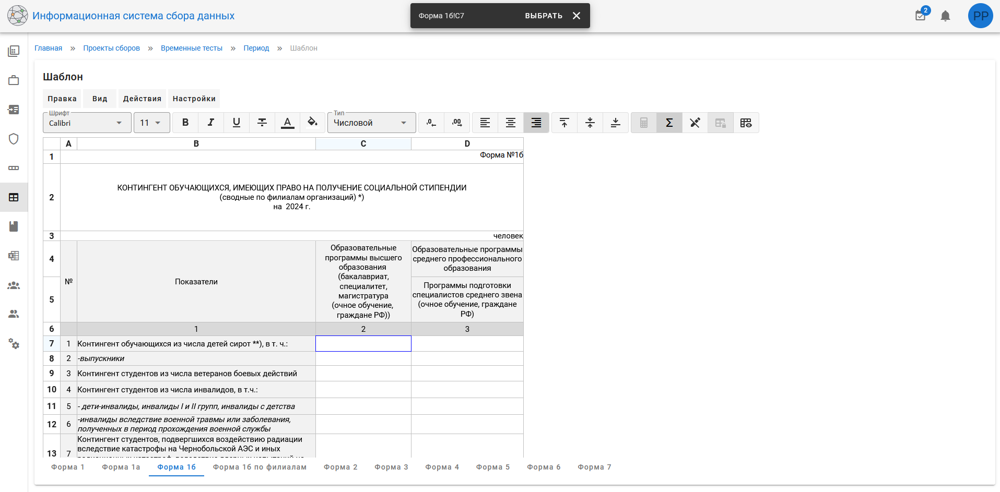 Информационная система сбора данных
Форма 1б!C7
ВЫБРАТЬ
2
PP
Главная » Проекты сборов » Временные тесты » Период » Шаблон
Шаблон
Правка Вид Действия Настройки
Шрифт
Calibri
11
B I U
A
Тип
Числовой
.0
.00
Σ
A B C D
1 Форма №1б
2
КОНТИНГЕНТ ОБУЧАЮЩИХСЯ, ИМЕЮЩИХ ПРАВО НА ПОЛУЧЕНИЕ СОЦИАЛЬНОЙ СТИПЕНДИИ
(сводные по филиалам организаций) *)
на 2024 г.
3 человек
4
5
№
Показатели
Образовательные
программы высшего
образования
(бакалавриат,
специалитет,
магистратура
(очное обучение,
граждане РФ))
Образовательные программы
среднего профессионального
образования
Программы подготовки
специалистов среднего звена
(очное обучение, граждане
РФ)
6 1 2 3
7 1 Контингент обучающихся из числа детей сирот **), в т. ч.:
8 2 -выпускники
9 3 Контингент студентов из числа ветеранов боевых действий
10 4 Контингент студентов из числа инвалидов, в т.ч.:
11 5 - дети-инвалиды, инвалиды I и II групп, инвалиды с детства
12 6 -инвалиды вследствие военной травмы или заболевания,
полученных в период прохождения военной службы
13 7 Контингент студентов, подвергшихся воздействию радиации
вследствие катастрофы на Чернобольской АЭС и иных
Форма 1 Форма 1а Форма 1б Форма 1б по филиалам Форма 2 Форма 3 Форма 4 Форма 5 Форма 6 Форма 7